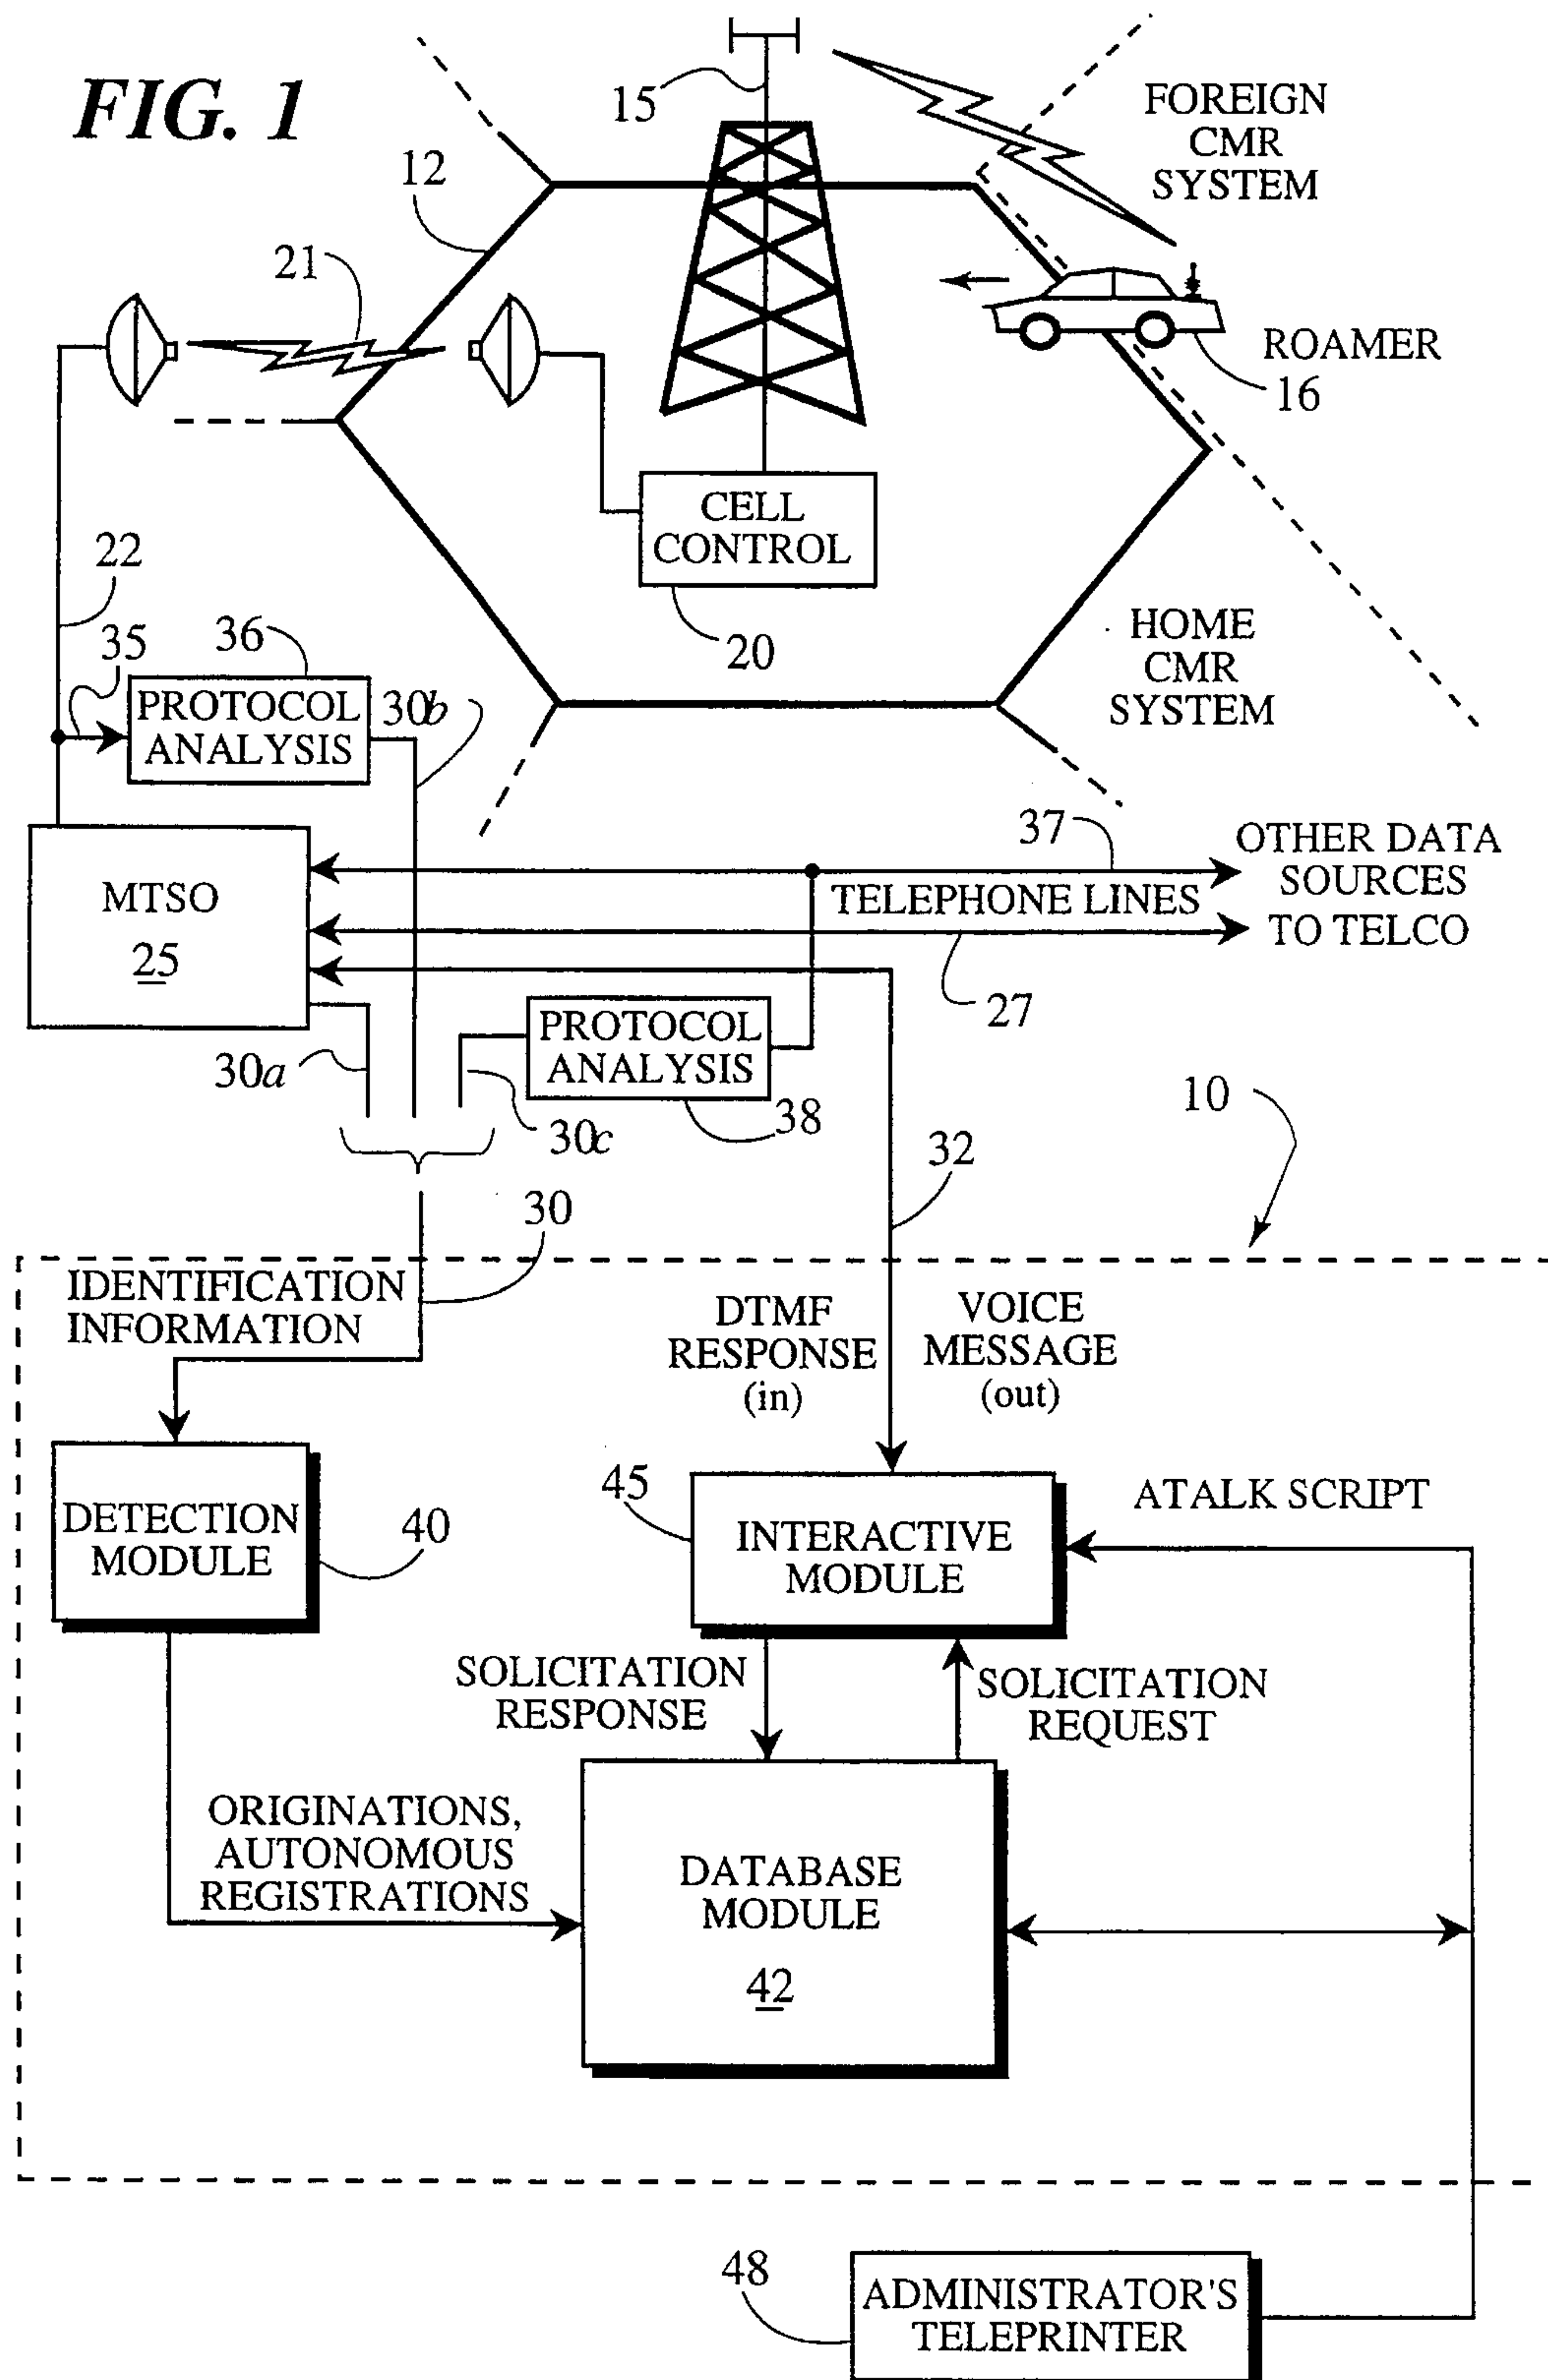 FIG. 1
15
FOREIGN
CMR
SYSTEM
12
21
ROAMER
16
CELL
CONTROL
22
20
HOME
CMR
SYSTEM
35
36
PROTOCOL
ANALYSIS
30b
37
OTHER DATA
SOURCES
MTSO
25
TELEPHONE LINES
TO TELCO
27
PROTOCOL
ANALYSIS
30a
38
30c
10
32
30
IDENTIFICATION
INFORMATION
DTMF
RESPONSE
(in)
VOICE
MESSAGE
(out)
45
ATALK SCRIPT
DETECTION
MODULE
40
INTERACTIVE
MODULE
SOLICITATION
RESPONSE
SOLICITATION
REQUEST
ORIGINATIONS,
AUTONOMOUS
REGISTRATIONS
DATABASE
MODULE
42
48
ADMINISTRATOR'S
TELEPRINTER